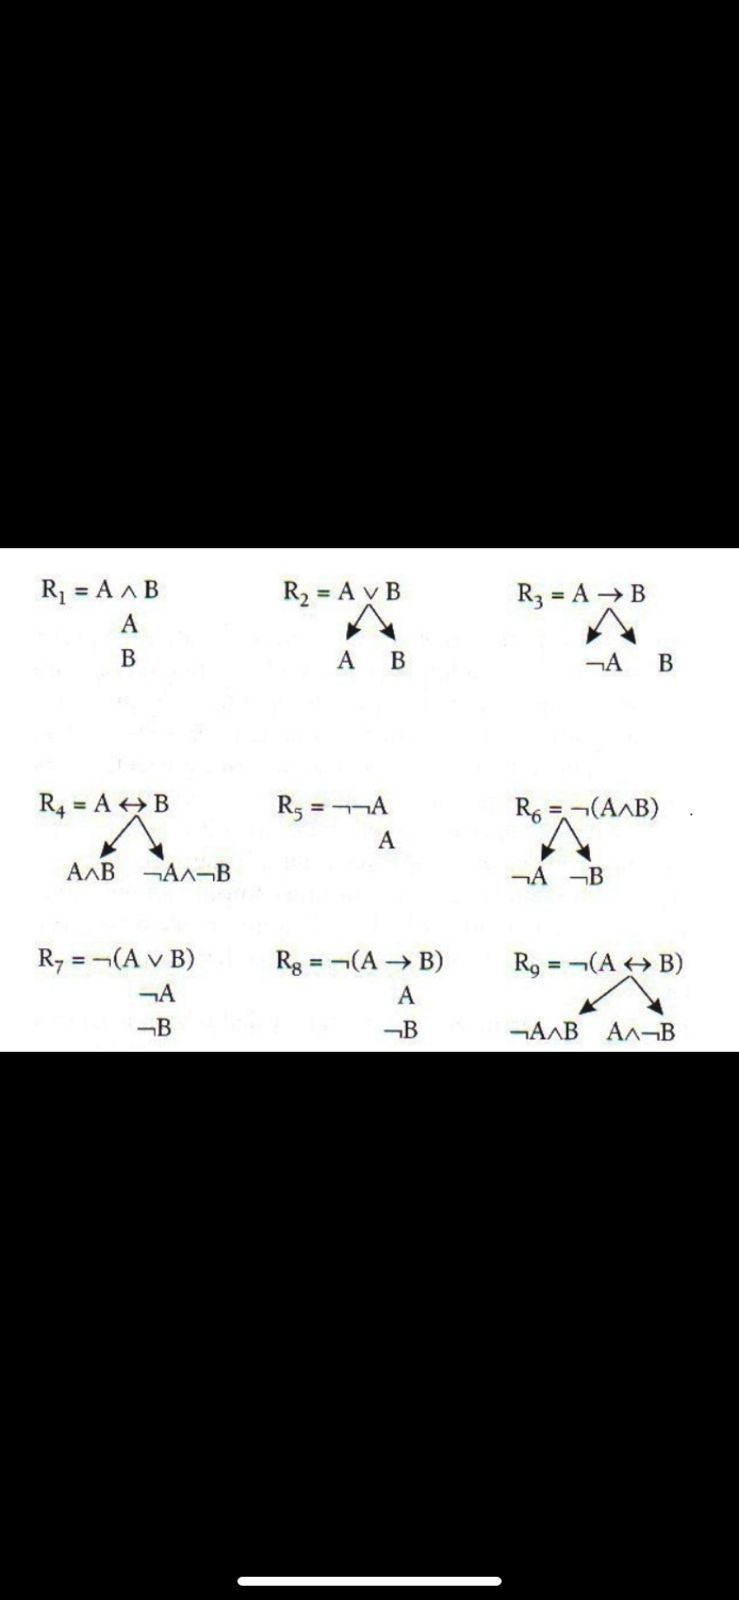 R₁ = A ∧ B
A
B
R₂ = A ∨ B
A B
R₃ = A → B
¬A B
R₄ = A ↔ B
A∧B ¬A∧¬B
R₅ = ¬¬A
A
R₆ = ¬(A∧B)
¬A ¬B
R₇ = ¬(A ∨ B)
¬A
¬B
R₈ = ¬(A → B)
A
¬B
R₉ = ¬(A ↔ B)
¬A∧B A∧¬B